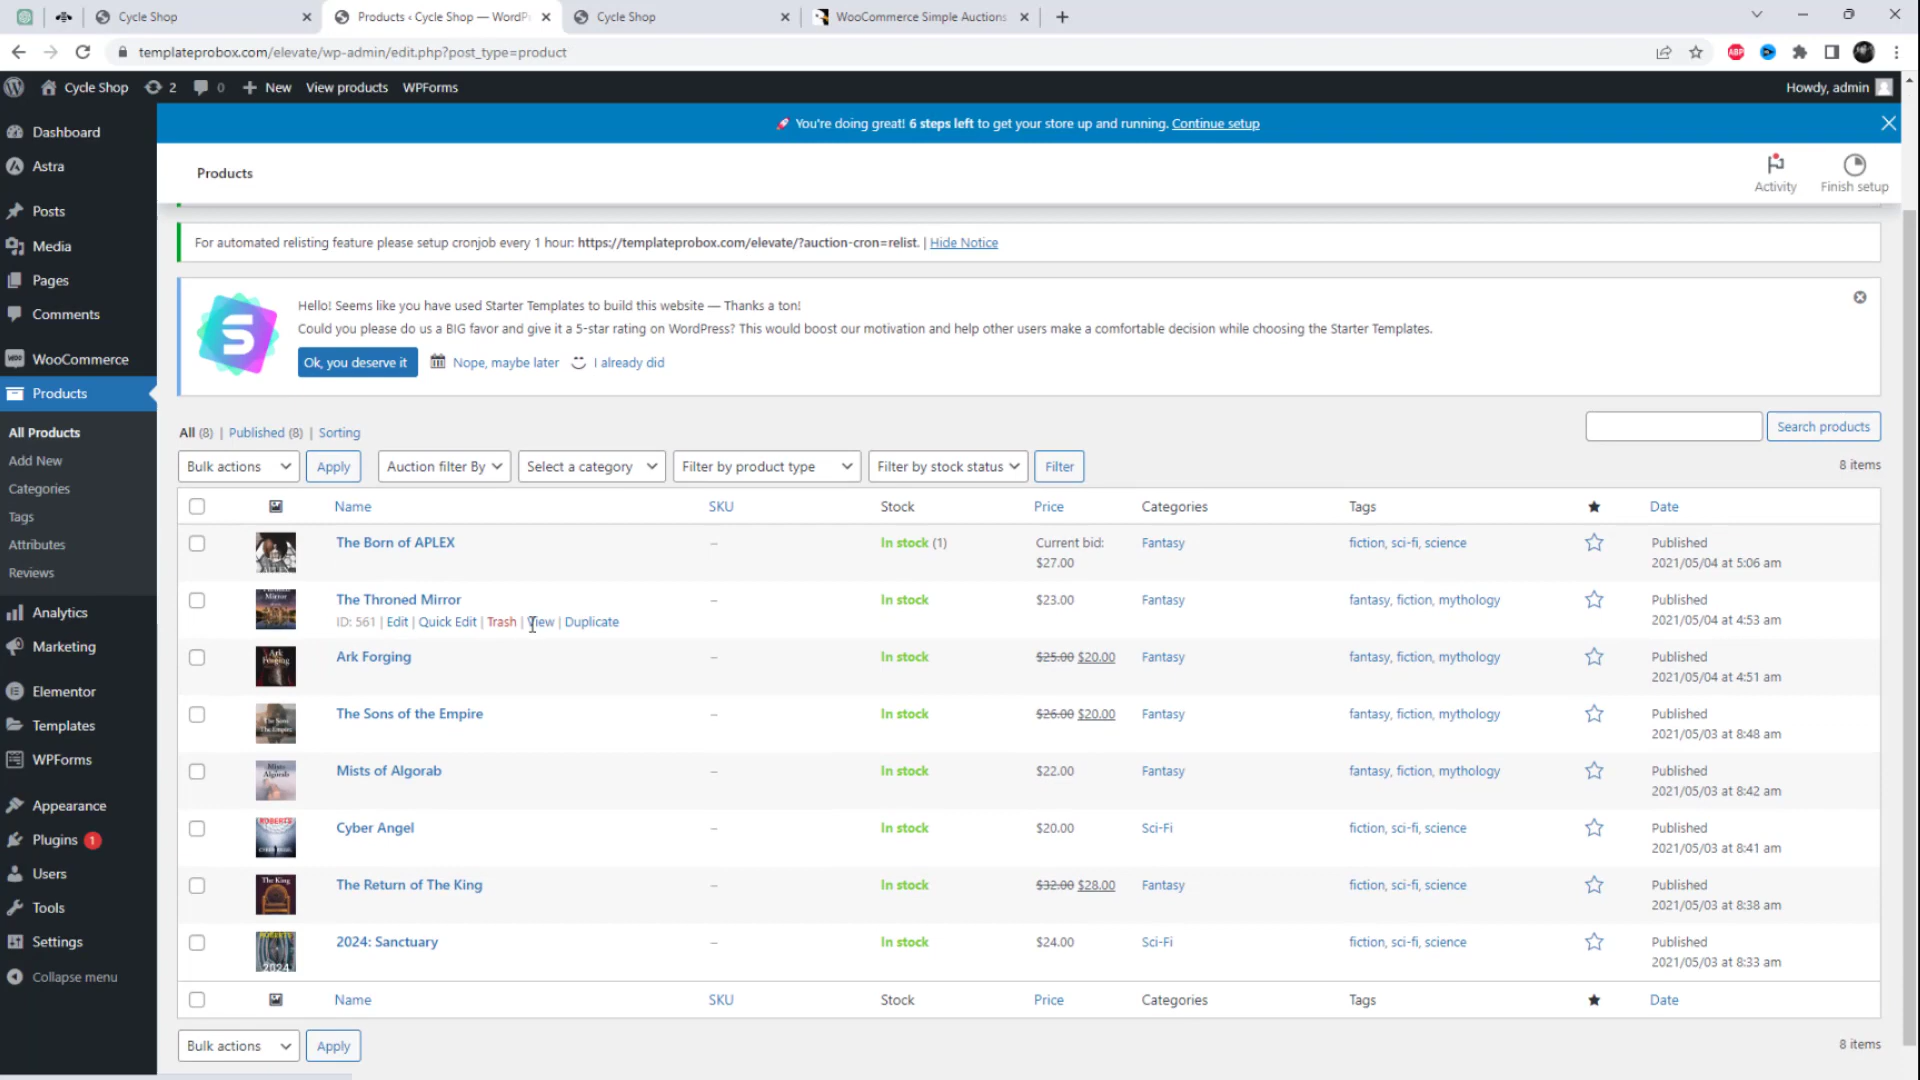 Cycle Shop
Products ‹ Cycle Shop — WordP
Cycle Shop
WooCommerce Simple Auctions
templateprobox.com/elevate/wp-admin/edit.php?post_type=product
ABP
Cycle Shop 2 0 New View products WPForms
Howdy, admin
Dashboard
Astra
Posts
Media
Pages
Comments
WooCommerce
Products
All Products
Add New
Categories
Tags
Attributes
Reviews
Analytics
Marketing
Elementor
Templates
WPForms
Appearance
Plugins 1
Users
Tools
Settings
Collapse menu
You're doing great! 6 steps left to get your store up and running. Continue setup
Products
Activity
Finish setup
For automated relisting feature please setup cronjob every 1 hour: https://templateprobox.com/elevate/?auction-cron=relist. | Hide Notice
S
Hello! Seems like you have used Starter Templates to build this website — Thanks a ton!
Could you please do us a BIG favor and give it a 5-star rating on WordPress? This would boost our motivation and help other users make a comfortable decision while choosing the Starter Templates.
Ok, you deserve it Nope, maybe later I already did
All (8) | Published (8) | Sorting
Search products
Bulk actions Apply Auction filter By Select a category Filter by product type Filter by stock status Filter
8 items
Name SKU Stock Price Categories Tags Date
The Born of APLEX – In stock (1) Current bid: $27.00 Fantasy fiction, sci-fi, science Published 2021/05/04 at 5:06 am
The Throned Mirror – In stock $23.00 Fantasy fantasy, fiction, mythology Published 2021/05/04 at 4:53 am
ID: 561 | Edit | Quick Edit | Trash | View | Duplicate
Ark Forging – In stock $25.00 $20.00 Fantasy fantasy, fiction, mythology Published 2021/05/04 at 4:51 am
The Sons of the Empire – In stock $26.00 $20.00 Fantasy fantasy, fiction, mythology Published 2021/05/03 at 8:48 am
Mists of Algorab – In stock $22.00 Fantasy fantasy, fiction, mythology Published 2021/05/03 at 8:42 am
Cyber Angel – In stock $20.00 Sci-Fi fiction, sci-fi, science Published 2021/05/03 at 8:41 am
The Return of The King – In stock $32.00 $28.00 Fantasy fiction, sci-fi, science Published 2021/05/03 at 8:38 am
2024: Sanctuary – In stock $24.00 Sci-Fi fiction, sci-fi, science Published 2021/05/03 at 8:33 am
Name SKU Stock Price Categories Tags Date
Bulk actions Apply
8 items